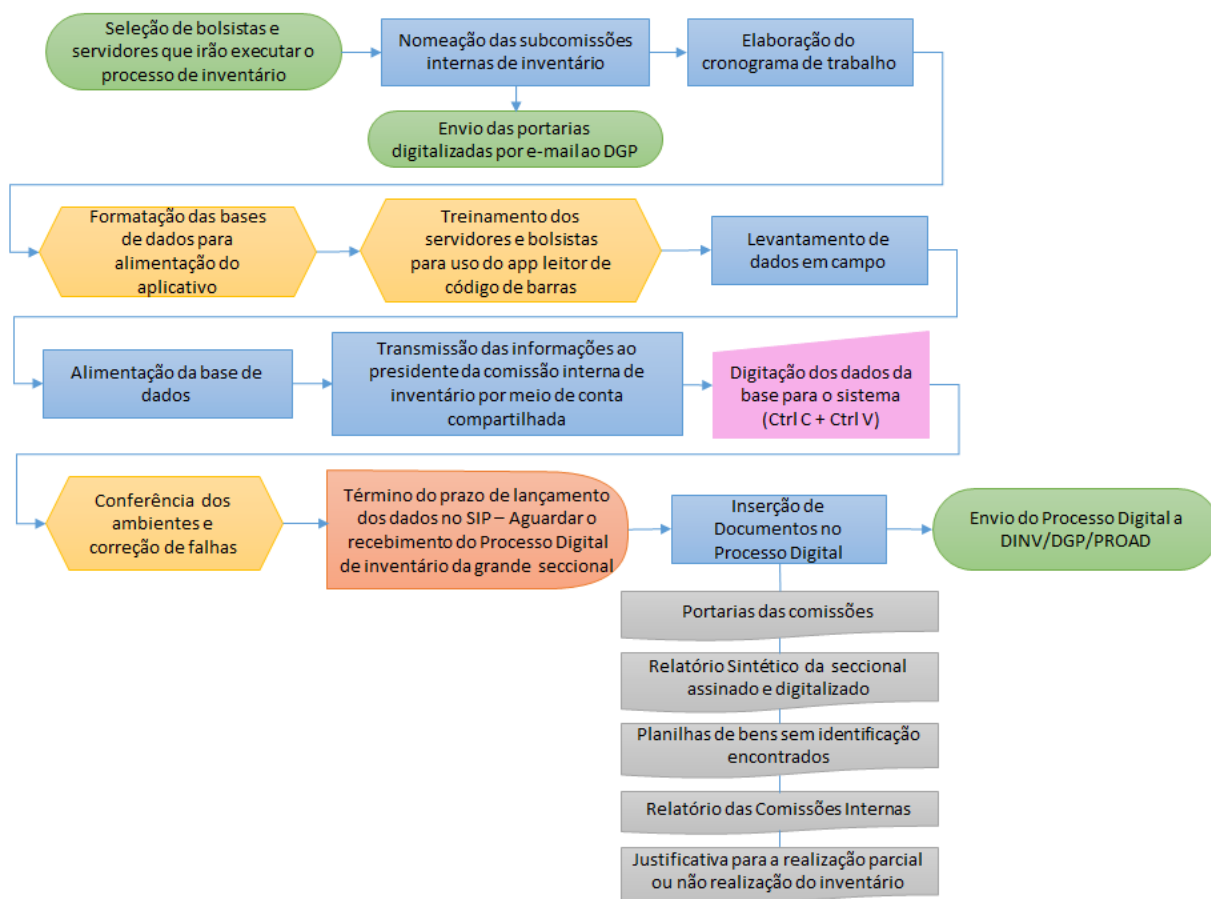 Seleção de bolsistas e
servidores que irão executar o
processo de inventário
Nomeação das subcomissões
internas de inventário
Elaboração do
cronograma de trabalho
Envio das portarias
digitalizadas por e-mail ao DGP
Formatação das bases
de dados para
alimentação do
aplicativo
Treinamento dos
servidores e bolsistas
para uso do app leitor de
código de barras
Levantamento de
dados em campo
Alimentação da base de
dados
Transmissão das informações ao
presidente da comissão interna de
inventário por meio de conta
compartilhada
Digitação dos dados da
base para o sistema
(Ctrl C + Ctrl V)
Conferência dos
ambientes e
correção de falhas
Término do prazo de lançamento
dos dados no SIP – Aguardar o
recebimento do Processo Digital
de inventário da grande seccional
Inserção de
Documentos no
Processo Digital
Envio do Processo Digital a
DINV/DGP/PROAD
Portarias das comissões
Relatório Sintético da seccional
assinado e digitalizado
Planilhas de bens sem identificação
encontrados
Relatório das Comissões Internas
Justificativa para a realização parcial
ou não realização do inventário